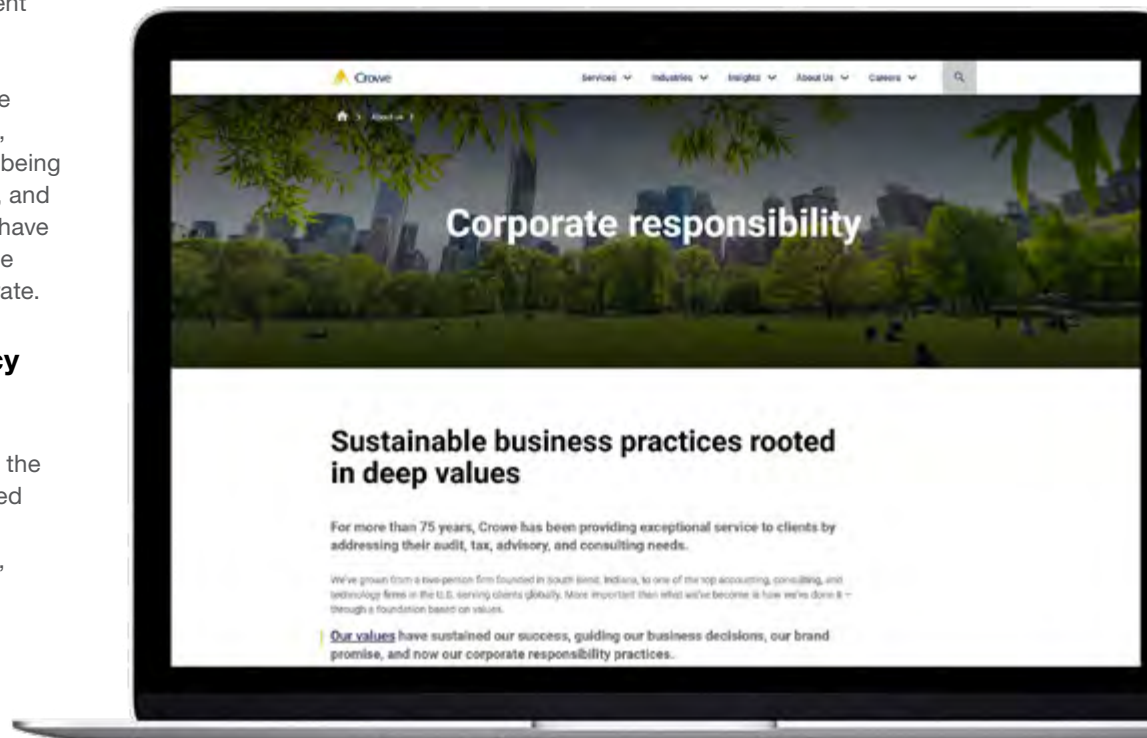 ent
e
,
being
, and
have
e
ate.
cy
the
ed
,
Crowe
Services
Industries
Insights
About Us
Careers
About us
Corporate responsibility
Sustainable business practices rooted
in deep values
For more than 75 years, Crowe has been providing exceptional service to clients by
addressing their audit, tax, advisory, and consulting needs.
We've grown from a two-person firm founded in South Bend, Indiana, to one of the top accounting, consulting, and
technology firms in the U.S. serving clients globally. More important than what we've become is how we've done it –
through a foundation based on values.
Our values have sustained our success, guiding our business decisions, our brand
promise, and now our corporate responsibility practices.